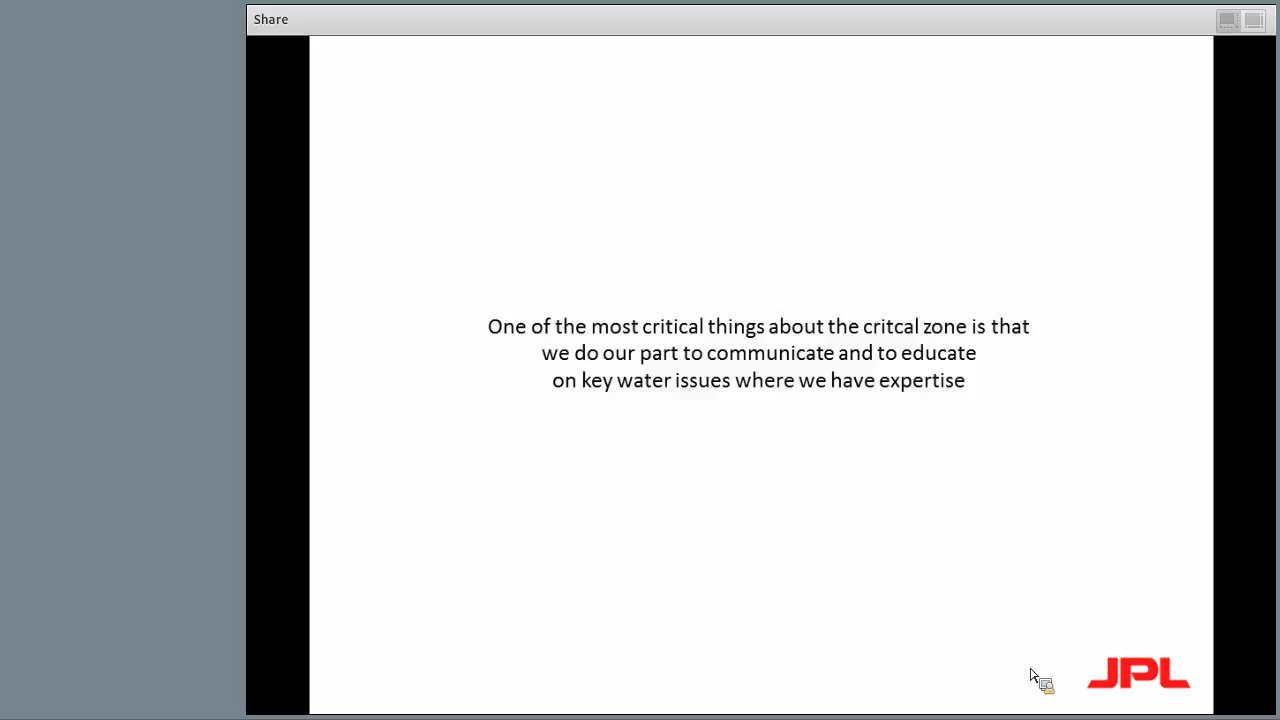 Share
One of the most critical things about the critcal zone is that
we do our part to communicate and to educate
on key water issues where we have expertise
JPL